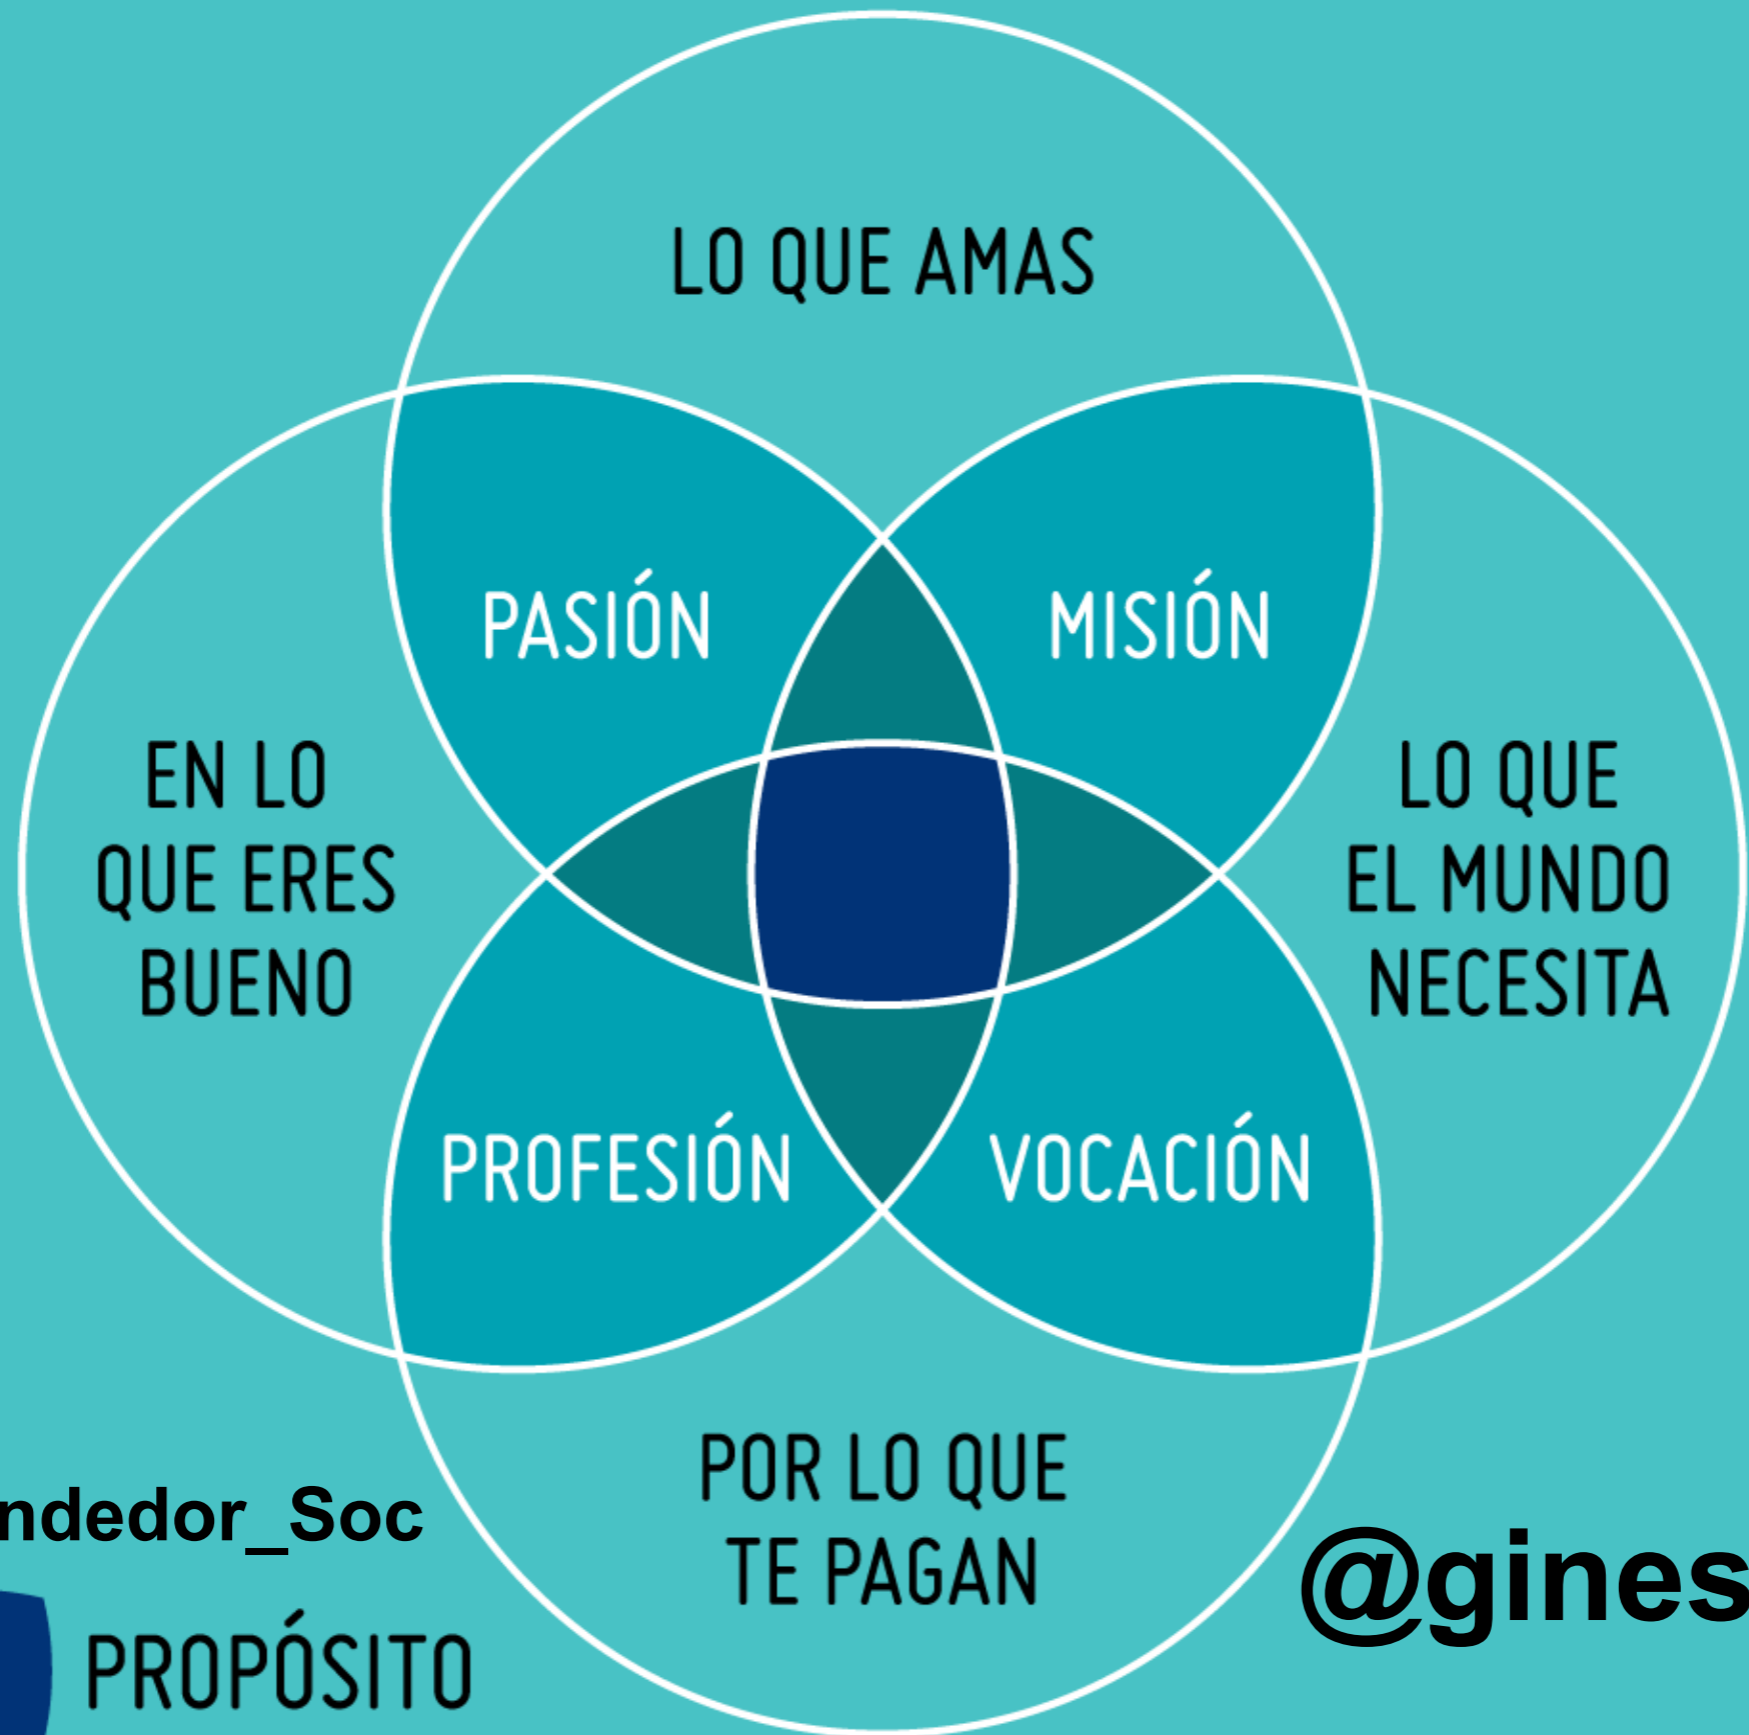 LO QUE AMAS
PASIÓN
MISIÓN
EN LO
QUE ERES
BUENO
LO QUE
EL MUNDO
NECESITA
PROFESIÓN
VOCACIÓN
POR LO QUE
TE PAGAN
ndedor_Soc
@gines
PROPÓSITO